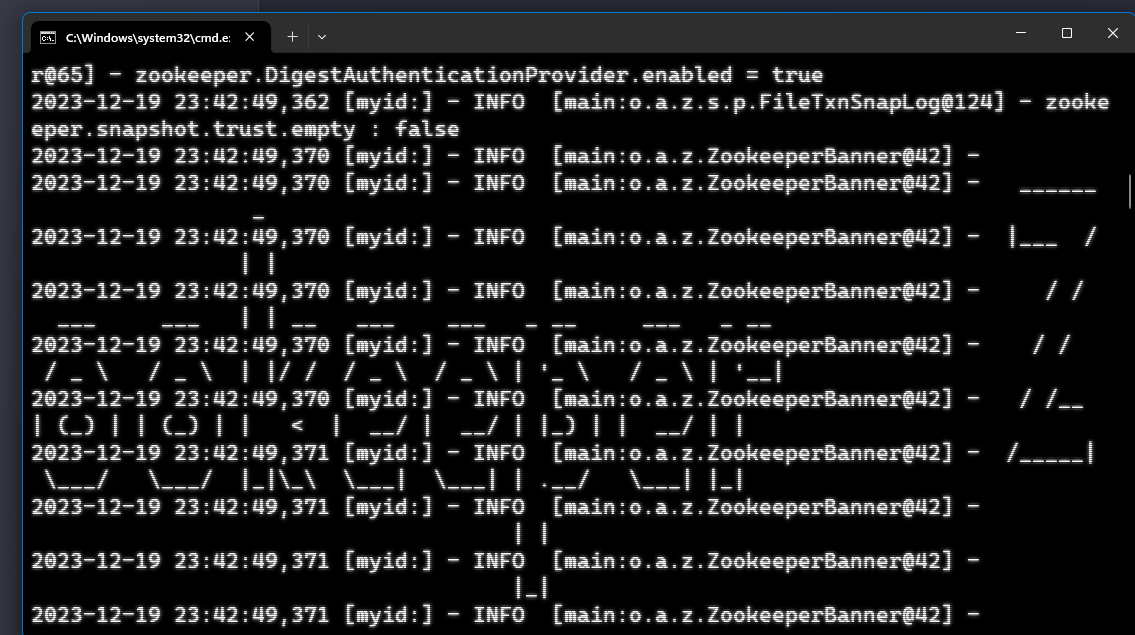 C:\Windows\system32\cmd.e:
r@65] - zookeeper.DigestAuthenticationProvider.enabled = true
2023-12-19 23:42:49,362 [myid:] - INFO  [main:o.a.z.s.p.FileTxnSnapLog@124] - zooke
eper.snapshot.trust.empty : false
2023-12-19 23:42:49,370 [myid:] - INFO  [main:o.a.z.ZookeeperBanner@42] -
2023-12-19 23:42:49,370 [myid:] - INFO  [main:o.a.z.ZookeeperBanner@42] -   ______
                 _
2023-12-19 23:42:49,370 [myid:] - INFO  [main:o.a.z.ZookeeperBanner@42] -  |___  /
                | |
2023-12-19 23:42:49,370 [myid:] - INFO  [main:o.a.z.ZookeeperBanner@42] -     / /
  ___     ___   | | __   ___    ___   _ __     ___   _ __
2023-12-19 23:42:49,370 [myid:] - INFO  [main:o.a.z.ZookeeperBanner@42] -    / /
 / _ \   / _ \  | |/ /  / _ \  / _ \ | '_ \   / _ \ | '__|
2023-12-19 23:42:49,370 [myid:] - INFO  [main:o.a.z.ZookeeperBanner@42] -   / /__
| (_) | | (_) | |   <  |  __/ |  __/ | |_) | |  __/ | |
2023-12-19 23:42:49,371 [myid:] - INFO  [main:o.a.z.ZookeeperBanner@42] -  /_____|
 \___/   \___/  |_|\_\  \___|  \___| | .__/   \___| |_|
2023-12-19 23:42:49,371 [myid:] - INFO  [main:o.a.z.ZookeeperBanner@42] -
                                     | |
2023-12-19 23:42:49,371 [myid:] - INFO  [main:o.a.z.ZookeeperBanner@42] -
                                     |_|
2023-12-19 23:42:49,371 [myid:] - INFO  [main:o.a.z.ZookeeperBanner@42] -